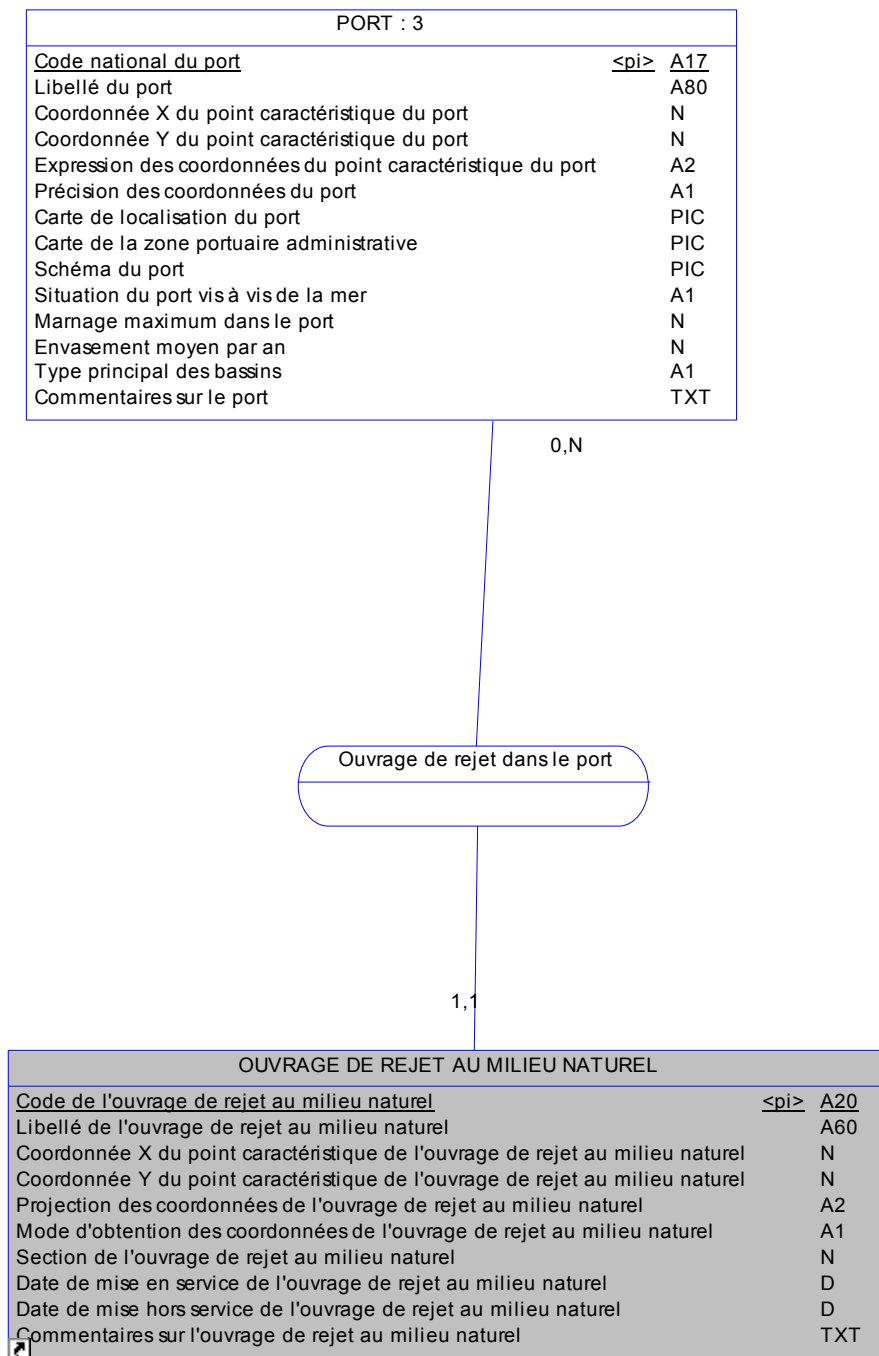 PORT : 3
Code national du port <pi> A17
Libellé du port A80
Coordonnée X du point caractéristique du port N
Coordonnée Y du point caractéristique du port N
Expression des coordonnées du point caractéristique du port A2
Précision des coordonnées du port A1
Carte de localisation du port PIC
Carte de la zone portuaire administrative PIC
Schéma du port PIC
Situation du port vis à vis de la mer A1
Marnage maximum dans le port N
Envasement moyen par an N
Type principal des bassins A1
Commentaires sur le port TXT
0,N
Ouvrage de rejet dans le port
1,1
OUVRAGE DE REJET AU MILIEU NATUREL
Code de l'ouvrage de rejet au milieu naturel <pi> A20
Libellé de l'ouvrage de rejet au milieu naturel A60
Coordonnée X du point caractéristique de l'ouvrage de rejet au milieu naturel N
Coordonnée Y du point caractéristique de l'ouvrage de rejet au milieu naturel N
Projection des coordonnées de l'ouvrage de rejet au milieu naturel A2
Mode d'obtention des coordonnées de l'ouvrage de rejet au milieu naturel A1
Section de l'ouvrage de rejet au milieu naturel N
Date de mise en service de l'ouvrage de rejet au milieu naturel D
Date de mise hors service de l'ouvrage de rejet au milieu naturel D
Commentaires sur l'ouvrage de rejet au milieu naturel TXT